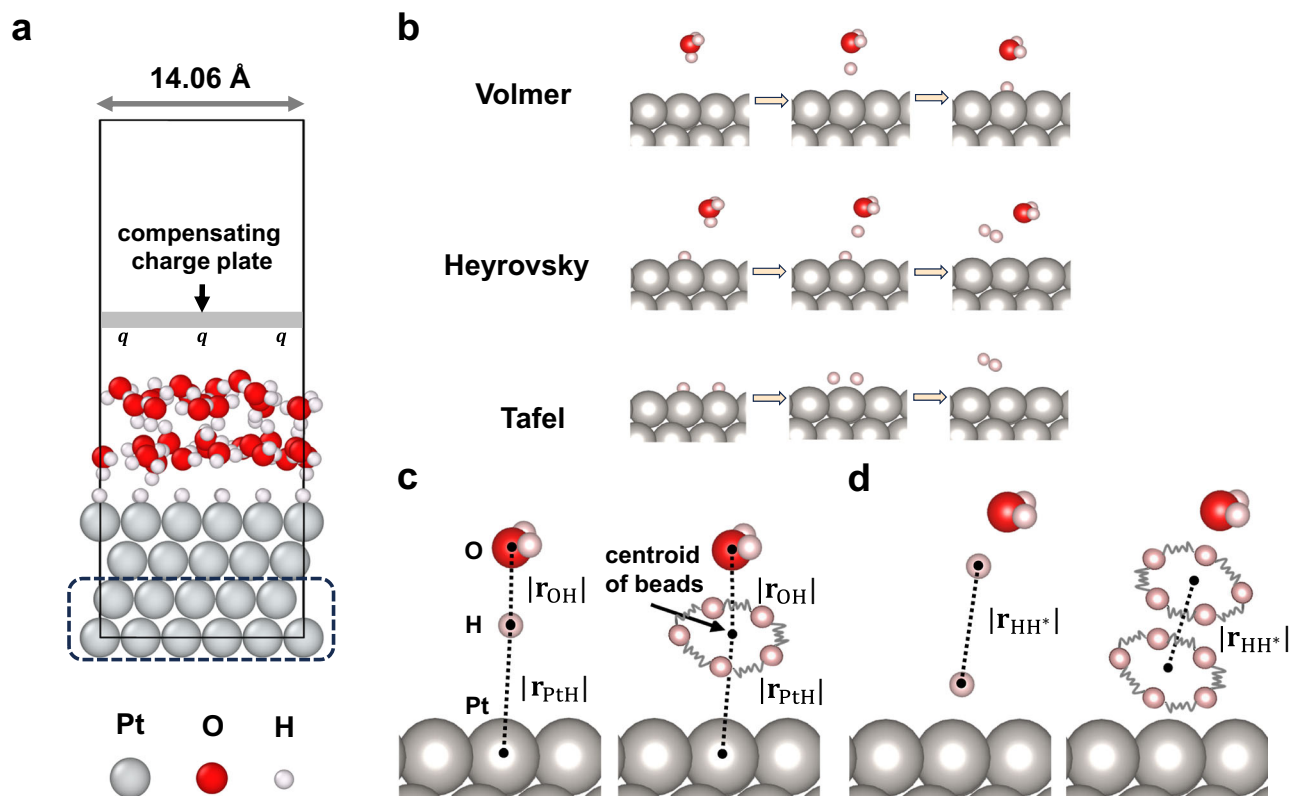 a
14.06 Å
compensating
charge plate
q q q
Pt O H
b
Volmer
Heyrovsky
Tafel
c
O
H
Pt
|r_OH|
|r_PtH|
centroid
of beads
|r_OH|
|r_PtH|
d
|r_HH*|
|r_HH*|